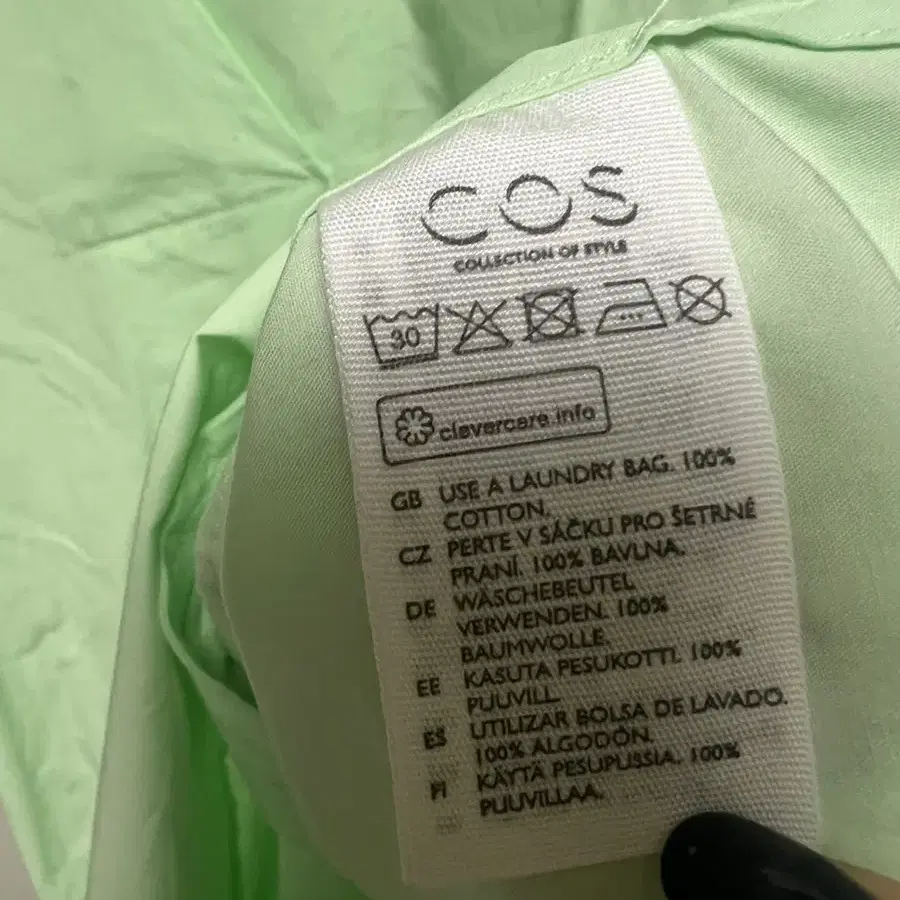 COS
COLLECTION OF STYLE
30
clevercare.info
GB USE A LAUNDRY BAG. 100%
COTTON.
CZ PERTE V SÁČKU PRO ŠETRNÉ
PRANÍ. 100% BAVLNA.
DE WÄSCHEBEUTEL
VERWENDEN. 100%
BAUMWOLLE.
EE KASUTA PESUKOTTI. 100%
PUUVILL.
ES UTILIZAR BOLSA DE LAVADO.
100% ALGODÓN.
FI KÄYTÄ PESUPUSSIA. 100%
PUUVILLAA.